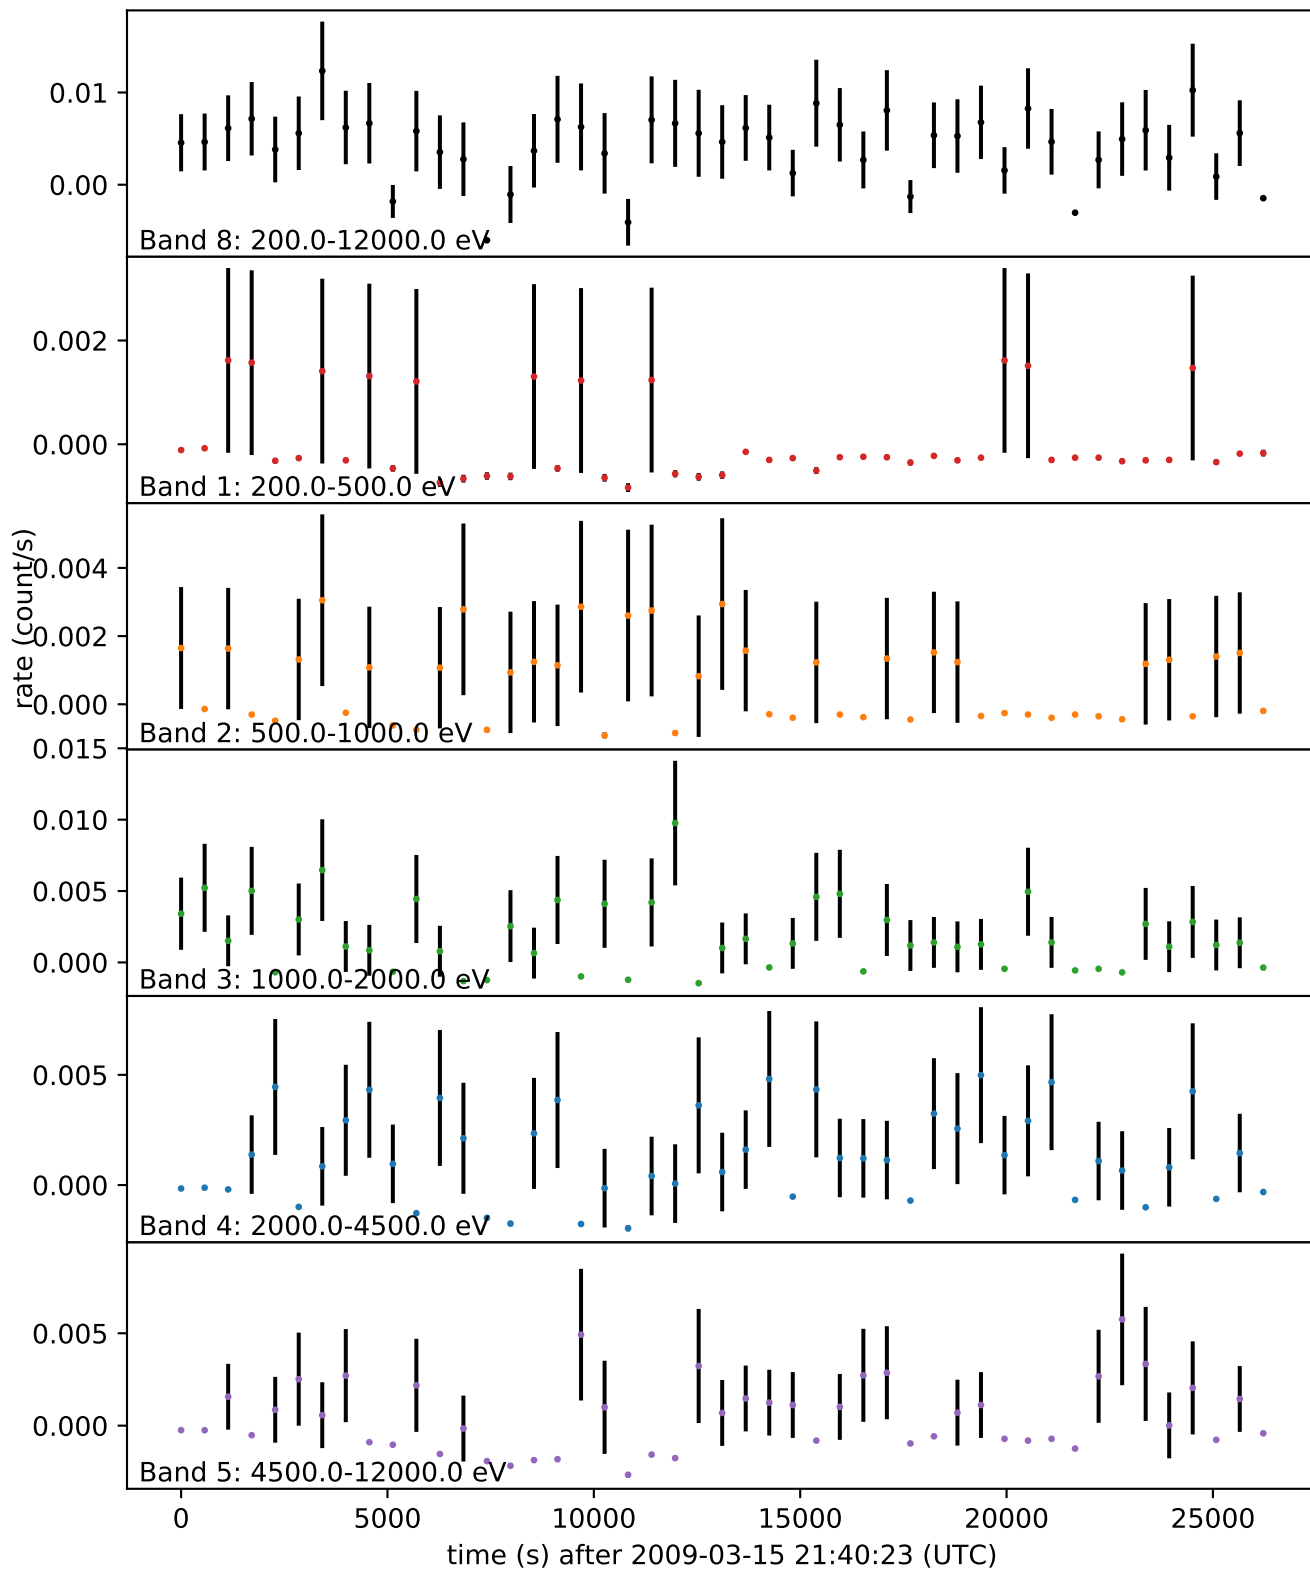 0.01
0.00
Band 8: 200.0-12000.0 eV
0.002
0.000
Band 1: 200.0-500.0 eV
rate (count/s)
0.004
0.002
0.000
Band 2: 500.0-1000.0 eV
0.015
0.010
0.005
0.000
Band 3: 1000.0-2000.0 eV
0.005
0.000
Band 4: 2000.0-4500.0 eV
0.005
0.000
Band 5: 4500.0-12000.0 eV
0 5000 10000 15000 20000 25000
time (s) after 2009-03-15 21:40:23 (UTC)